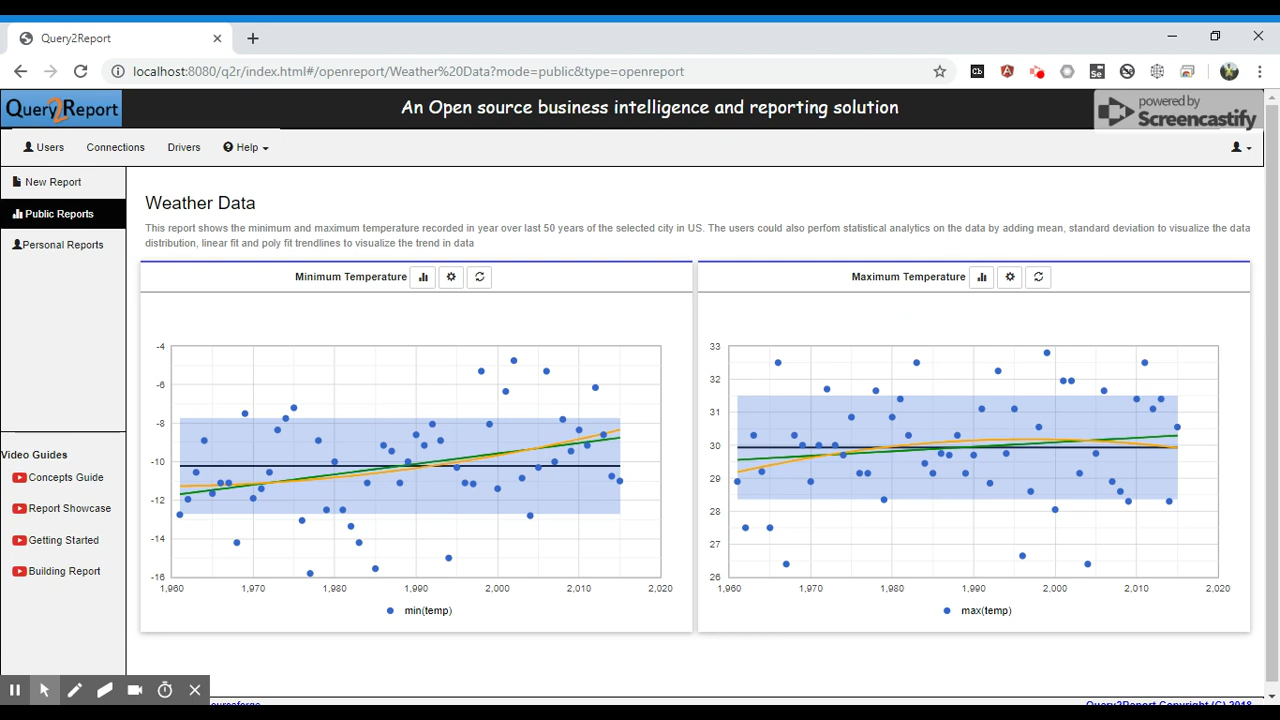 Query2Report
localhost:8080/q2r/index.html#/openreport/Weather%20Data?mode=public&type=openreport
Cb
Se
Query2Report
An Open source business intelligence and reporting solution
powered by
Screencastify
Users
Connections
Drivers
Help
New Report
Public Reports
Personal Reports
Video Guides
Concepts Guide
Report Showcase
Getting Started
Building Report
Weather Data
This report shows the minimum and maximum temperature recorded in year over last 50 years of the selected city in US. The users could also perfom statistical analytics on the data by adding mean, standard deviation to visualize the data
distribution, linear fit and poly fit trendlines to visualize the trend in data
Minimum Temperature
-4
-6
-8
-10
-12
-14
-16
1,960
1,970
1,980
1,990
2,000
2,010
2,020
min(temp)
Maximum Temperature
33
32
31
30
29
28
27
26
1,960
1,970
1,980
1,990
2,000
2,010
2,020
max(temp)
Query2Report Copyright (C) 2018